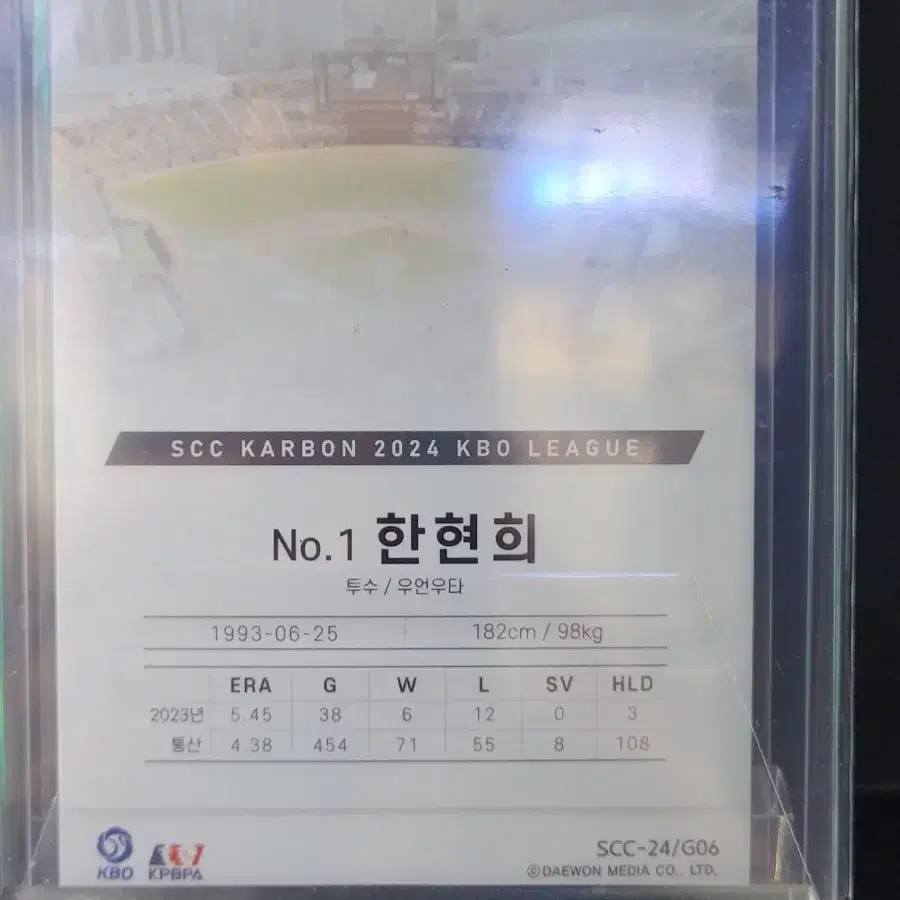 SCC KARBON 2024 KBO LEAGUE
No.1 한현희
투수 / 우언우타
1993-06-25 182cm / 98kg
ERA G W L SV HLD
2023년 5.45 38 6 12 0 3
통산 4.38 454 71 55 8 108
SCC-24/G06
KBO KPBPA ©DAEWON MEDIA CO., LTD.